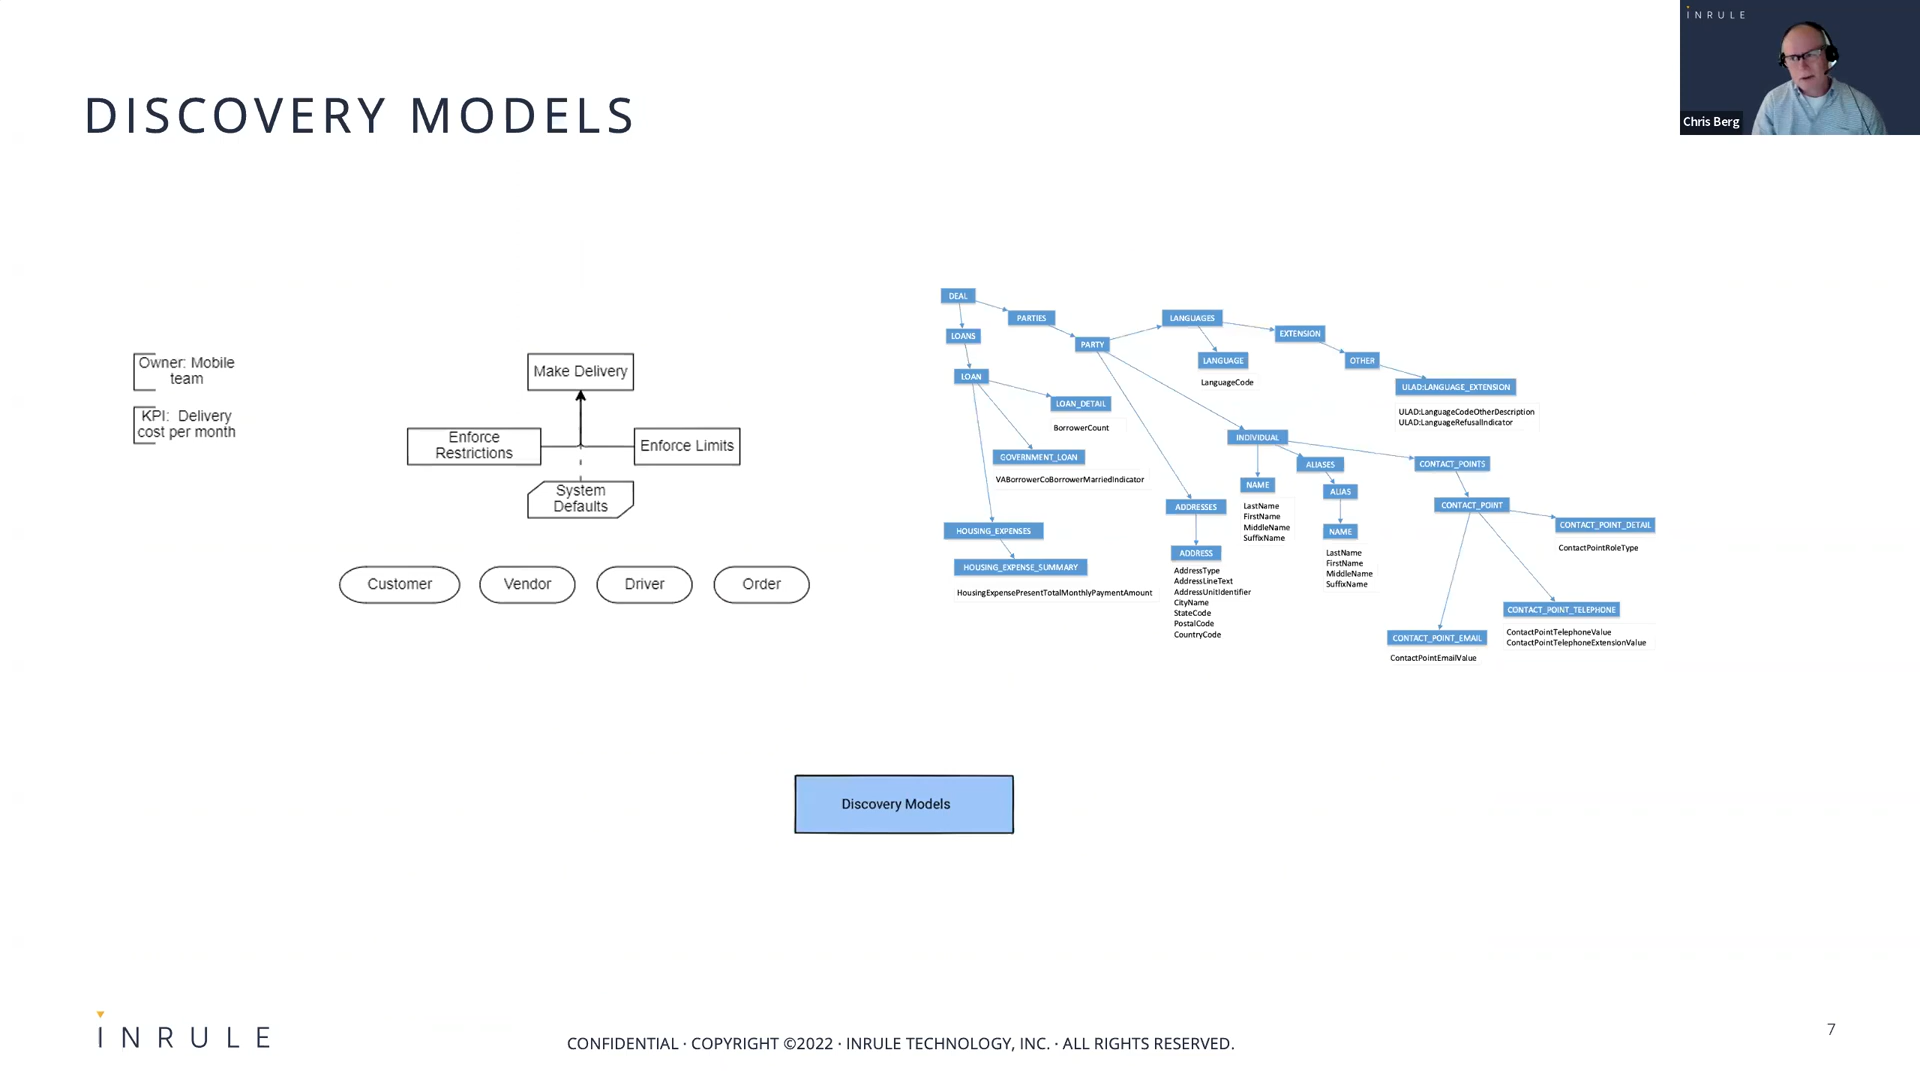 INRULE
Chris Berg
DISCOVERY MODELS
Owner: Mobile
team
KPI: Delivery
cost per month
Make Delivery
Enforce
Restrictions
Enforce Limits
System
Defaults
Customer
Vendor
Driver
Order
DEAL
PARTIES
LOANS
PARTY
LANGUAGES
EXTENSION
LANGUAGE
LanguageCode
OTHER
ULAD:LANGUAGE_EXTENSION
ULAD:LanguageCodeOtherDescription
ULAD:LanguageRefusalIndicator
LOAN
LOAN_DETAIL
BorrowerCount
GOVERNMENT_LOAN
VABorrowerCoBorrowerMarriedIndicator
HOUSING_EXPENSES
HOUSING_EXPENSE_SUMMARY
HousingExpensePresentTotalMonthlyPaymentAmount
ADDRESSES
ADDRESS
AddressType
AddressLineText
AddressUnitIdentifier
CityName
StateCode
PostalCode
CountryCode
INDIVIDUAL
NAME
LastName
FirstName
MiddleName
SuffixName
ALIASES
ALIAS
NAME
LastName
FirstName
MiddleName
SuffixName
CONTACT_POINTS
CONTACT_POINT
CONTACT_POINT_DETAIL
ContactPointRoleType
CONTACT_POINT_TELEPHONE
ContactPointTelephoneValue
ContactPointTelephoneExtensionValue
CONTACT_POINT_EMAIL
ContactPointEmailValue
Discovery Models
INRULE
CONFIDENTIAL · COPYRIGHT ©2022 · INRULE TECHNOLOGY, INC. · ALL RIGHTS RESERVED.
7